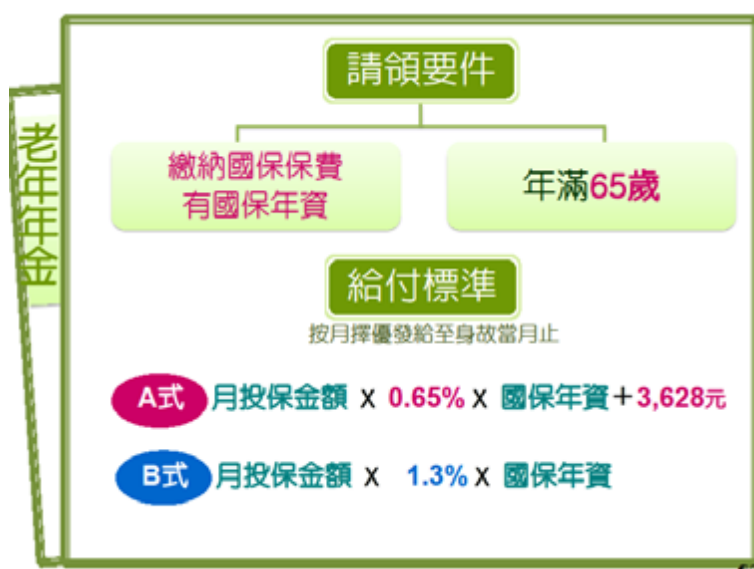 請領要件
老年年金
繳納國保保費
有國保年資
年滿65歲
給付標準
按月擇優發給至身故當月止
A式 月投保金額 x 0.65% x 國保年資+3,628元
B式 月投保金額 x 1.3% x 國保年資